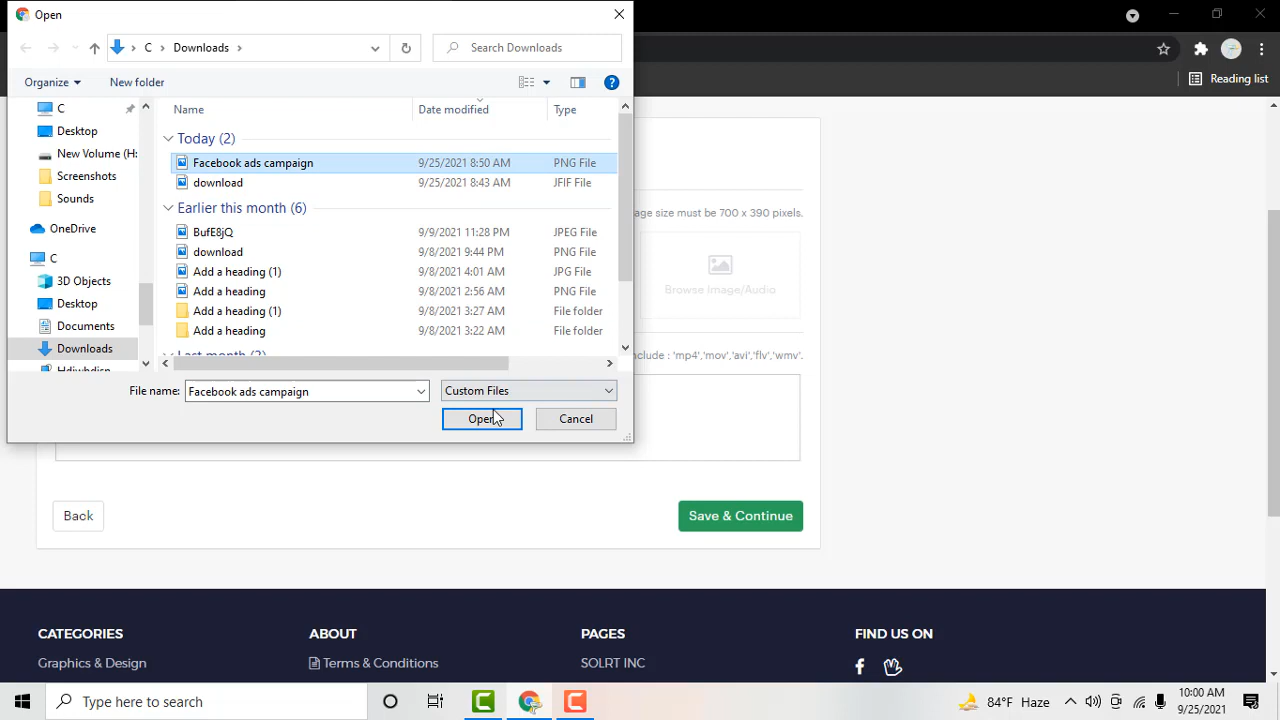 Open
C
Downloads
Search Downloads
Organize
New folder
Reading list
Name
Date modified
Type
C
Desktop
New Volume (H:
Screenshots
Sounds
OneDrive
C
3D Objects
Desktop
Documents
Downloads
Today (2)
Facebook ads campaign 9/25/2021 8:50 AM PNG File
download 9/25/2021 8:43 AM JFIF File
Earlier this month (6)
BufE8jQ 9/9/2021 11:28 PM JPEG File
download 9/8/2021 9:44 PM PNG File
Add a heading (1) 9/8/2021 4:01 AM JPG File
Add a heading 9/8/2021 2:56 AM PNG File
Add a heading (1) 9/8/2021 3:27 AM File folder
Add a heading 9/8/2021 3:22 AM File folder
Last month (2)
File name: Facebook ads campaign
Custom Files
Open
Cancel
age size must be 700 x 390 pixels.
Browse Image/Audio
nclude : 'mp4','mov','avi','flv','wmv'.
Back
Save & Continue
CATEGORIES
ABOUT
PAGES
FIND US ON
Graphics & Design
Terms & Conditions
SOLRT INC
Type here to search
84°F Haze
10:00 AM
9/25/2021